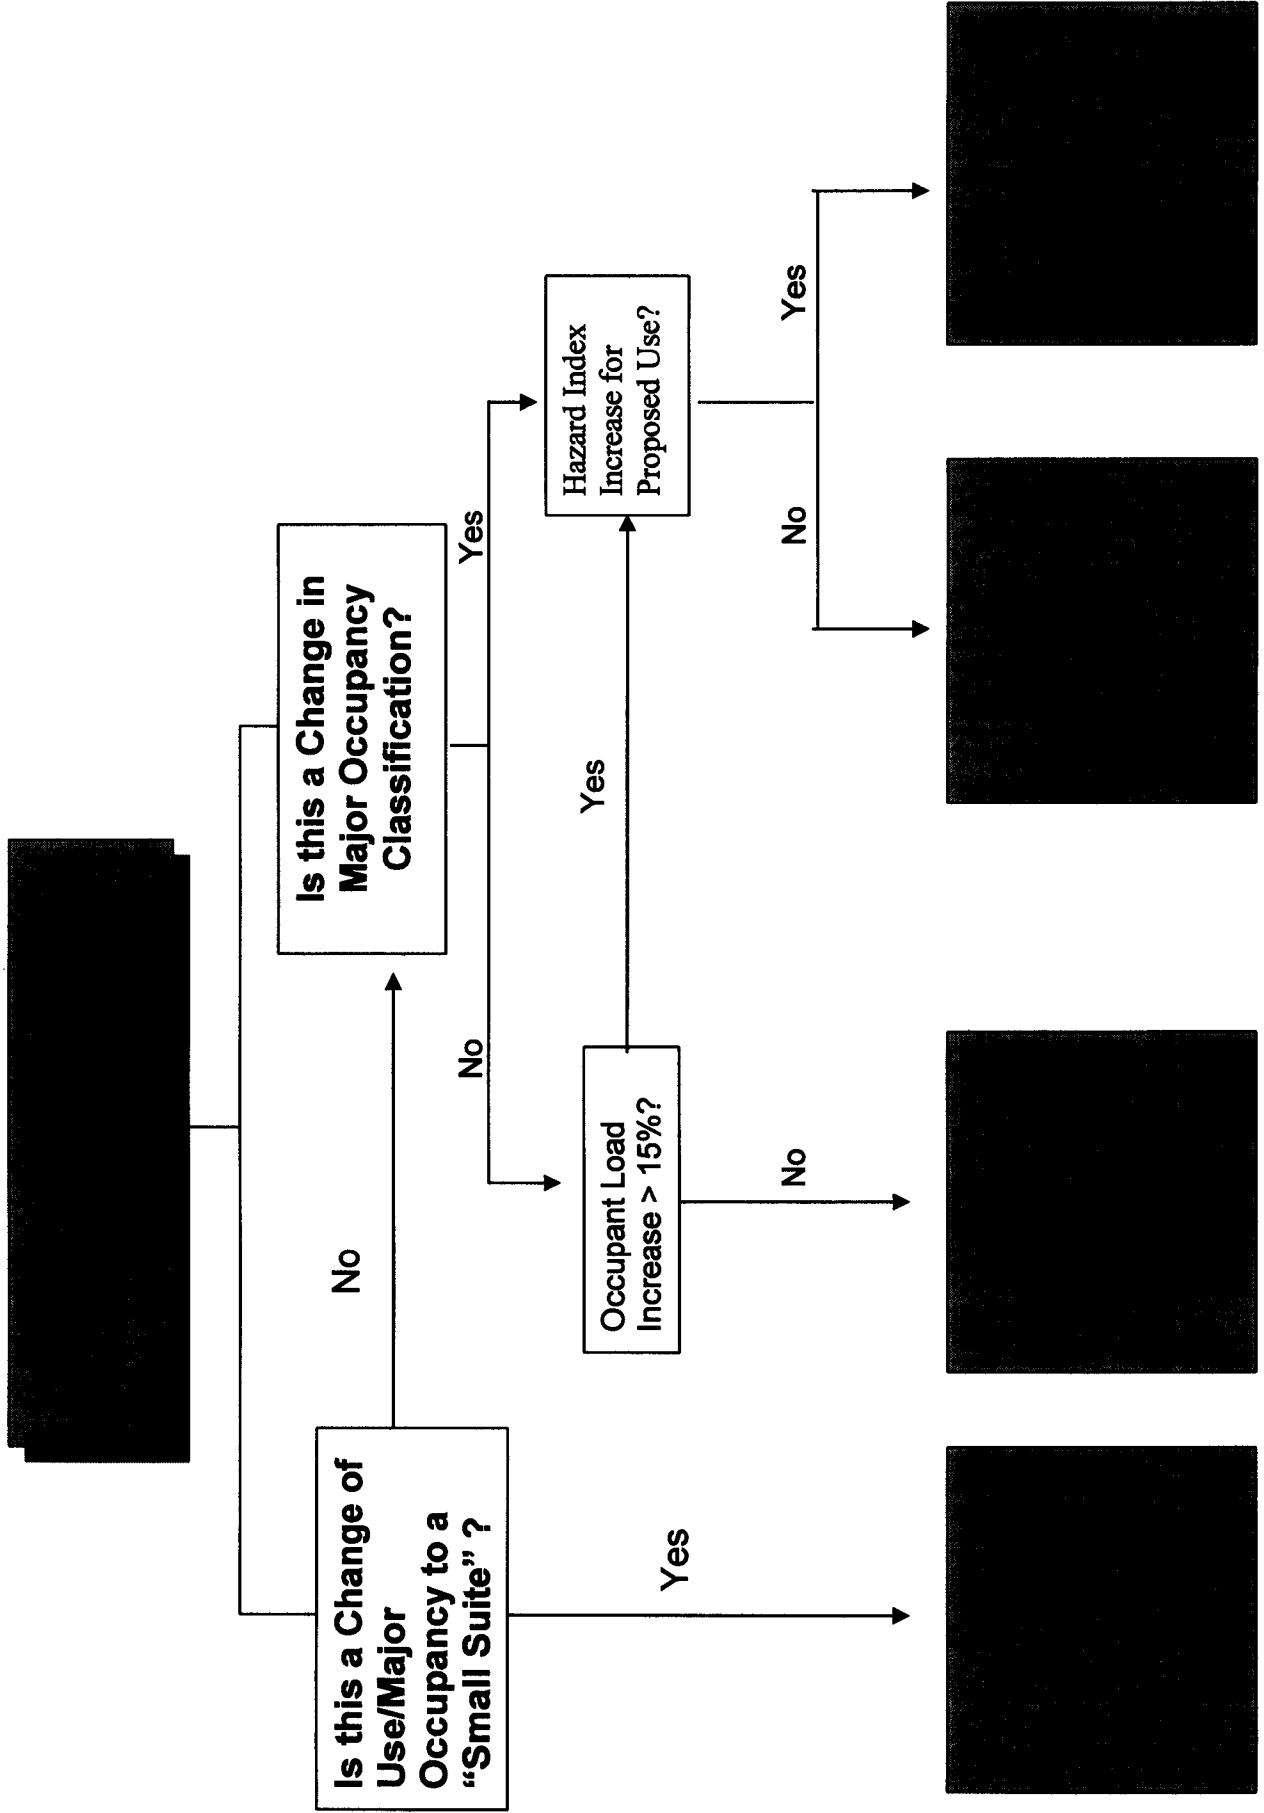 Is this a Change of
Use/Major
Occupancy to a
“Small Suite” ?
No
Is this a Change in
Major Occupancy
Classification?
No
Yes
Occupant Load
Increase > 15%?
Yes
Hazard Index
Increase for
Proposed Use?
Yes
No
No
Yes